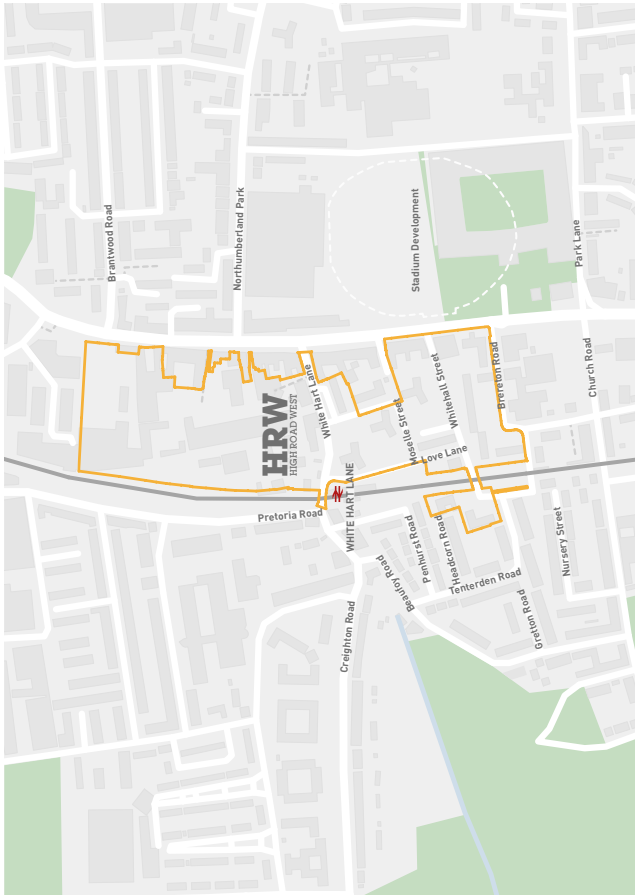 Brantwood Road
Northumberland Park
Stadium Development
Park Lane
HRW
HIGH ROAD WEST
White Hart Lane
Moselle Street
Whitehall Street
Brereton Road
Church Road
Love Lane
WHITE HART LANE
Pretoria Road
Penhurst Road
Headcorn Road
Beaufoy Road
Tenterden Road
Nursery Street
Gretton Road
Creighton Road